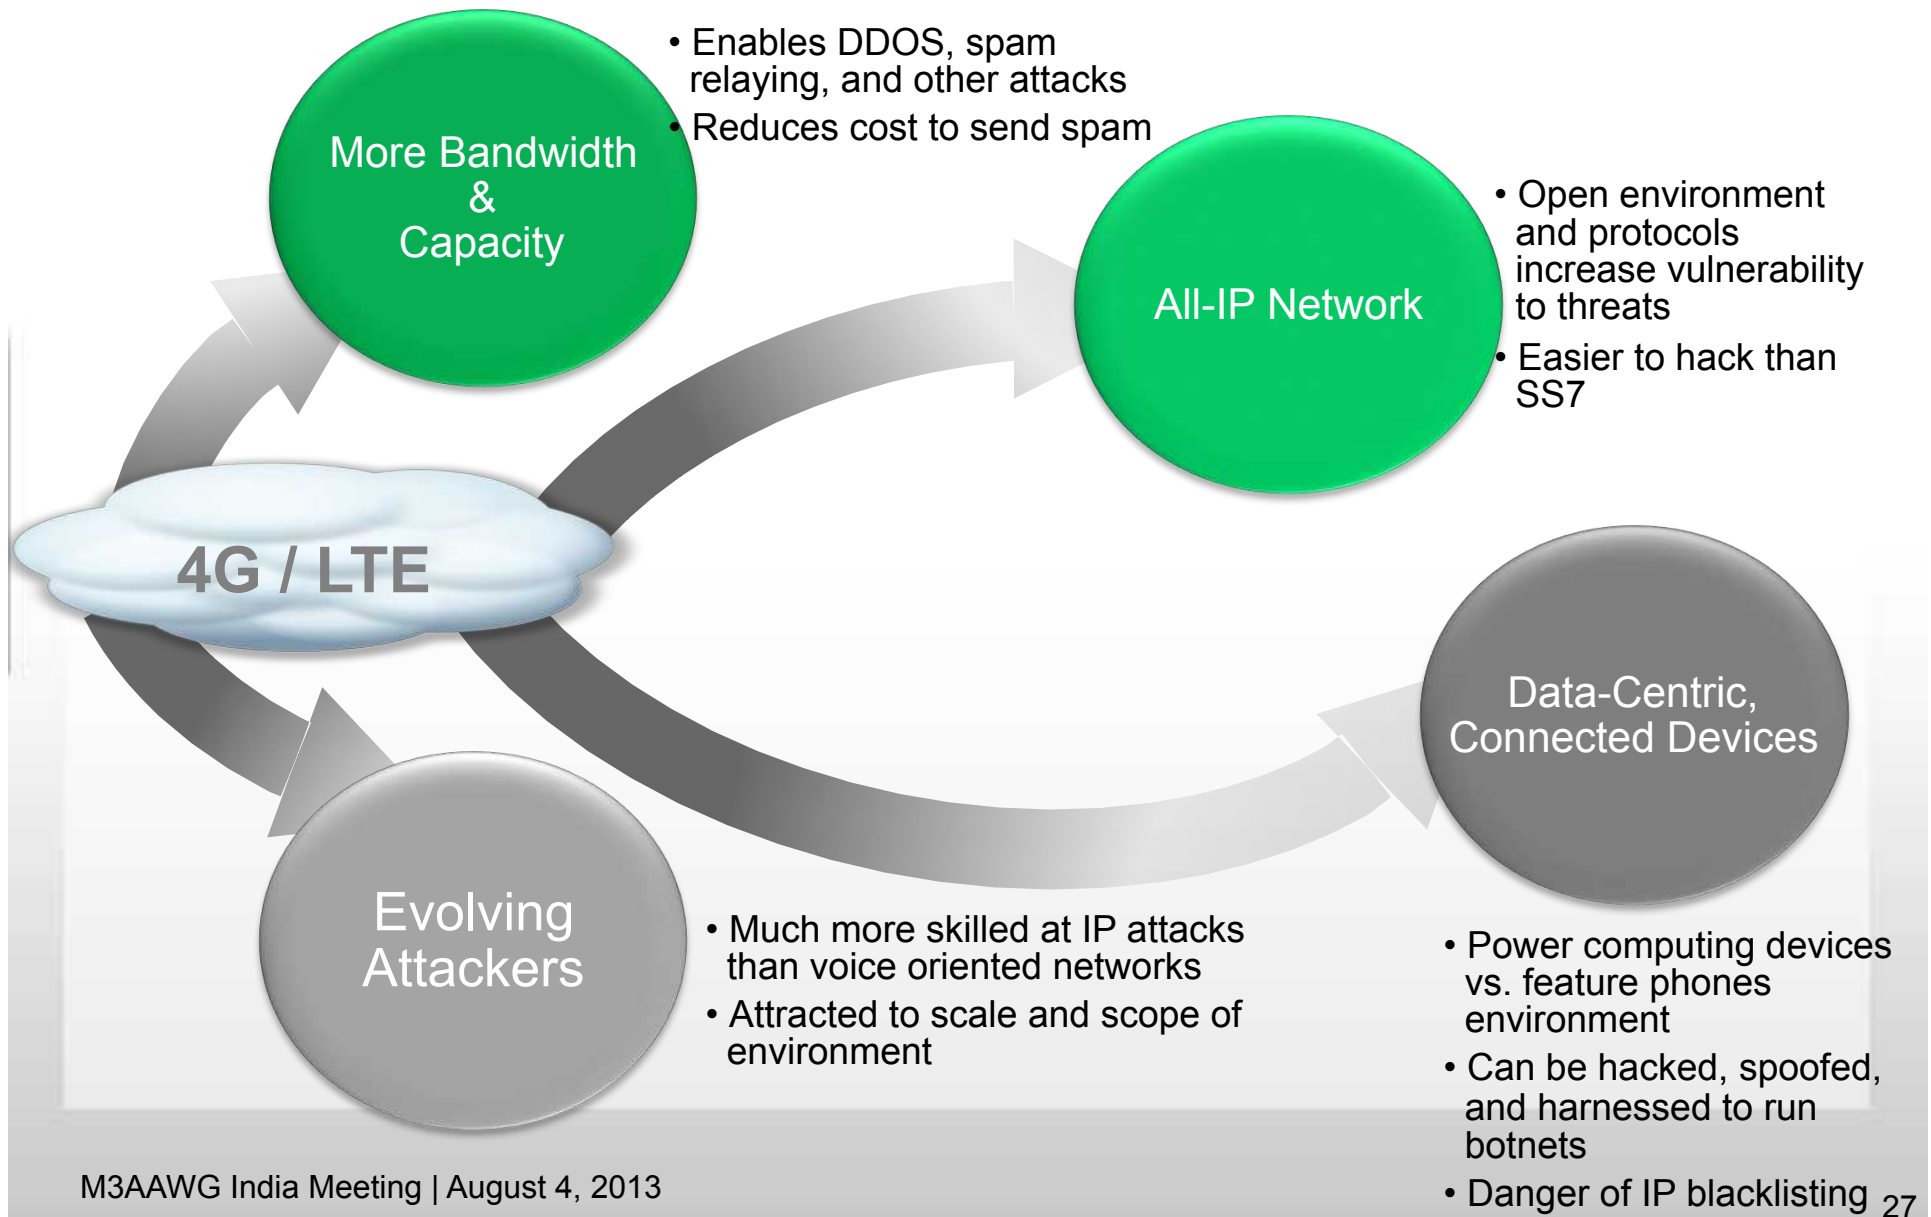 • Enables DDOS, spam
relaying, and other attacks
• Reduces cost to send spam
More Bandwidth
&
Capacity
All-IP Network
• Open environment
and protocols
increase vulnerability
to threats
• Easier to hack than
SS7
4G / LTE
Data-Centric,
Connected Devices
Evolving
Attackers
• Much more skilled at IP attacks
than voice oriented networks
• Attracted to scale and scope of
environment
• Power computing devices
vs. feature phones
environment
• Can be hacked, spoofed,
and harnessed to run
botnets
• Danger of IP blacklisting
M3AAWG India Meeting | August 4, 2013
27